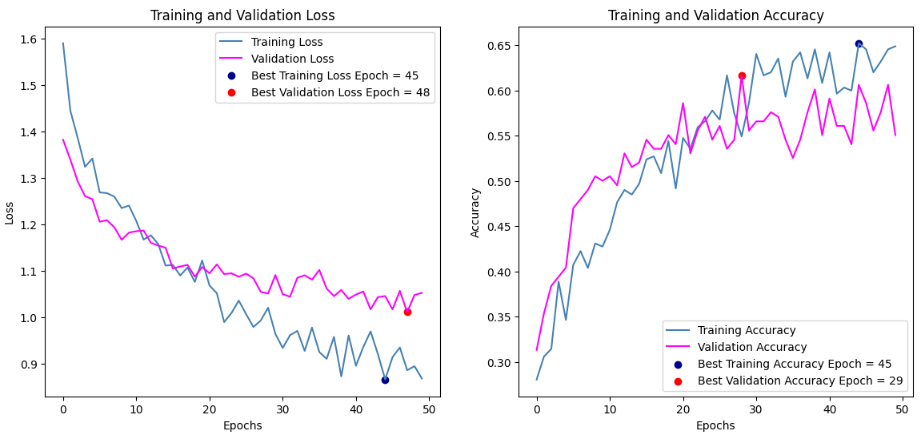 Training and Validation Loss
1.6
1.5
1.4
1.3
1.2
1.1
1.0
0.9
Loss
0 10 20 30 40 50
Epochs
Training Loss
Validation Loss
Best Training Loss Epoch = 45
Best Validation Loss Epoch = 48
Training and Validation Accuracy
0.65
0.60
0.55
0.50
0.45
0.40
0.35
0.30
Accuracy
0 10 20 30 40 50
Epochs
Training Accuracy
Validation Accuracy
Best Training Accuracy Epoch = 45
Best Validation Accuracy Epoch = 29